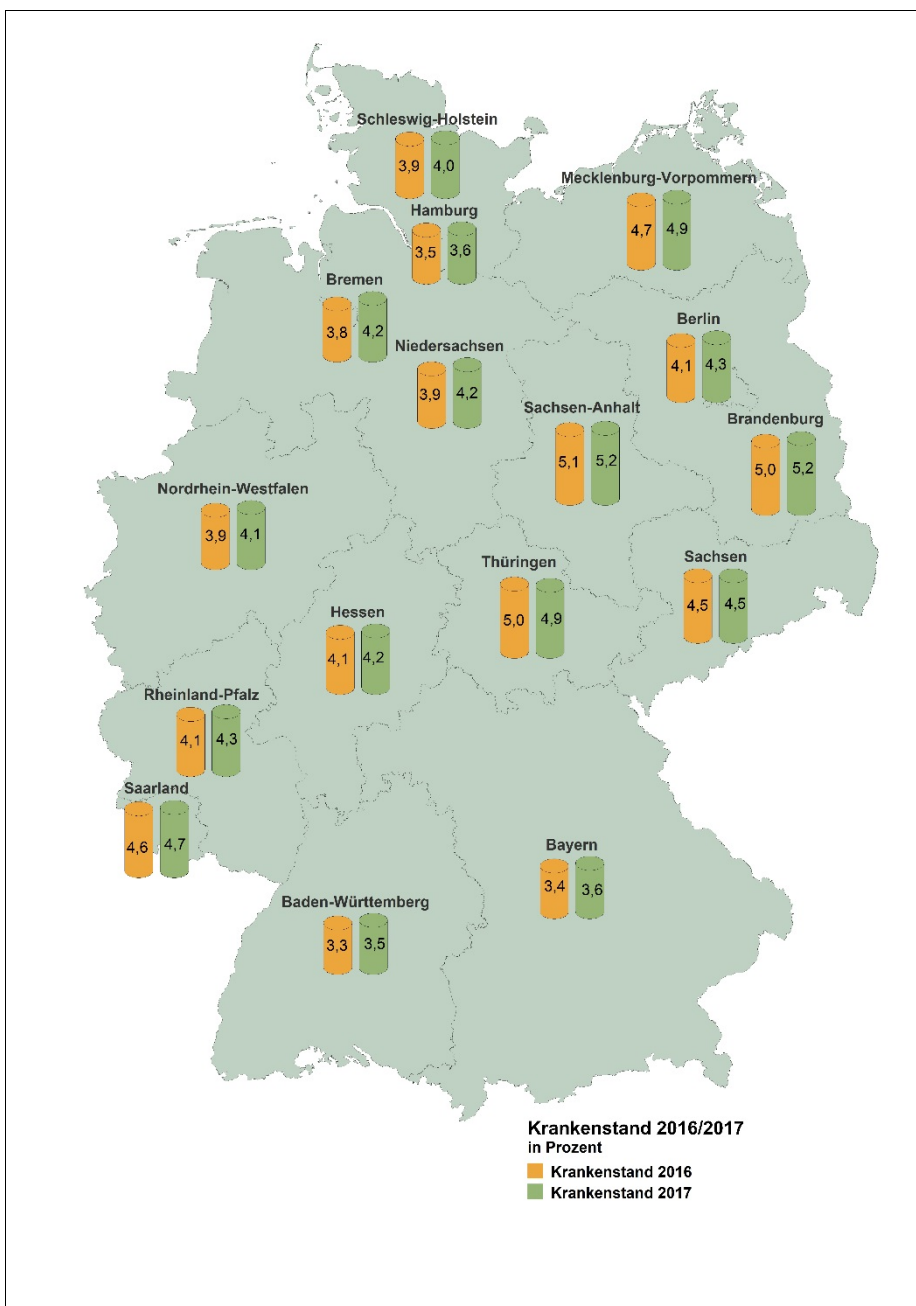 Schleswig-Holstein
3,9 4,0
Mecklenburg-Vorpommern
4,7 4,9
Hamburg
3,5 3,6
Bremen
3,8 4,2
Berlin
4,1 4,3
Niedersachsen
3,9 4,2
Sachsen-Anhalt
5,1 5,2
Brandenburg
5,0 5,2
Nordrhein-Westfalen
3,9 4,1
Thüringen
5,0 4,9
Sachsen
4,5 4,5
Hessen
4,1 4,2
Rheinland-Pfalz
4,1 4,3
Saarland
4,6 4,7
Bayern
3,4 3,6
Baden-Württemberg
3,3 3,5
Krankenstand 2016/2017
in Prozent
Krankenstand 2016
Krankenstand 2017